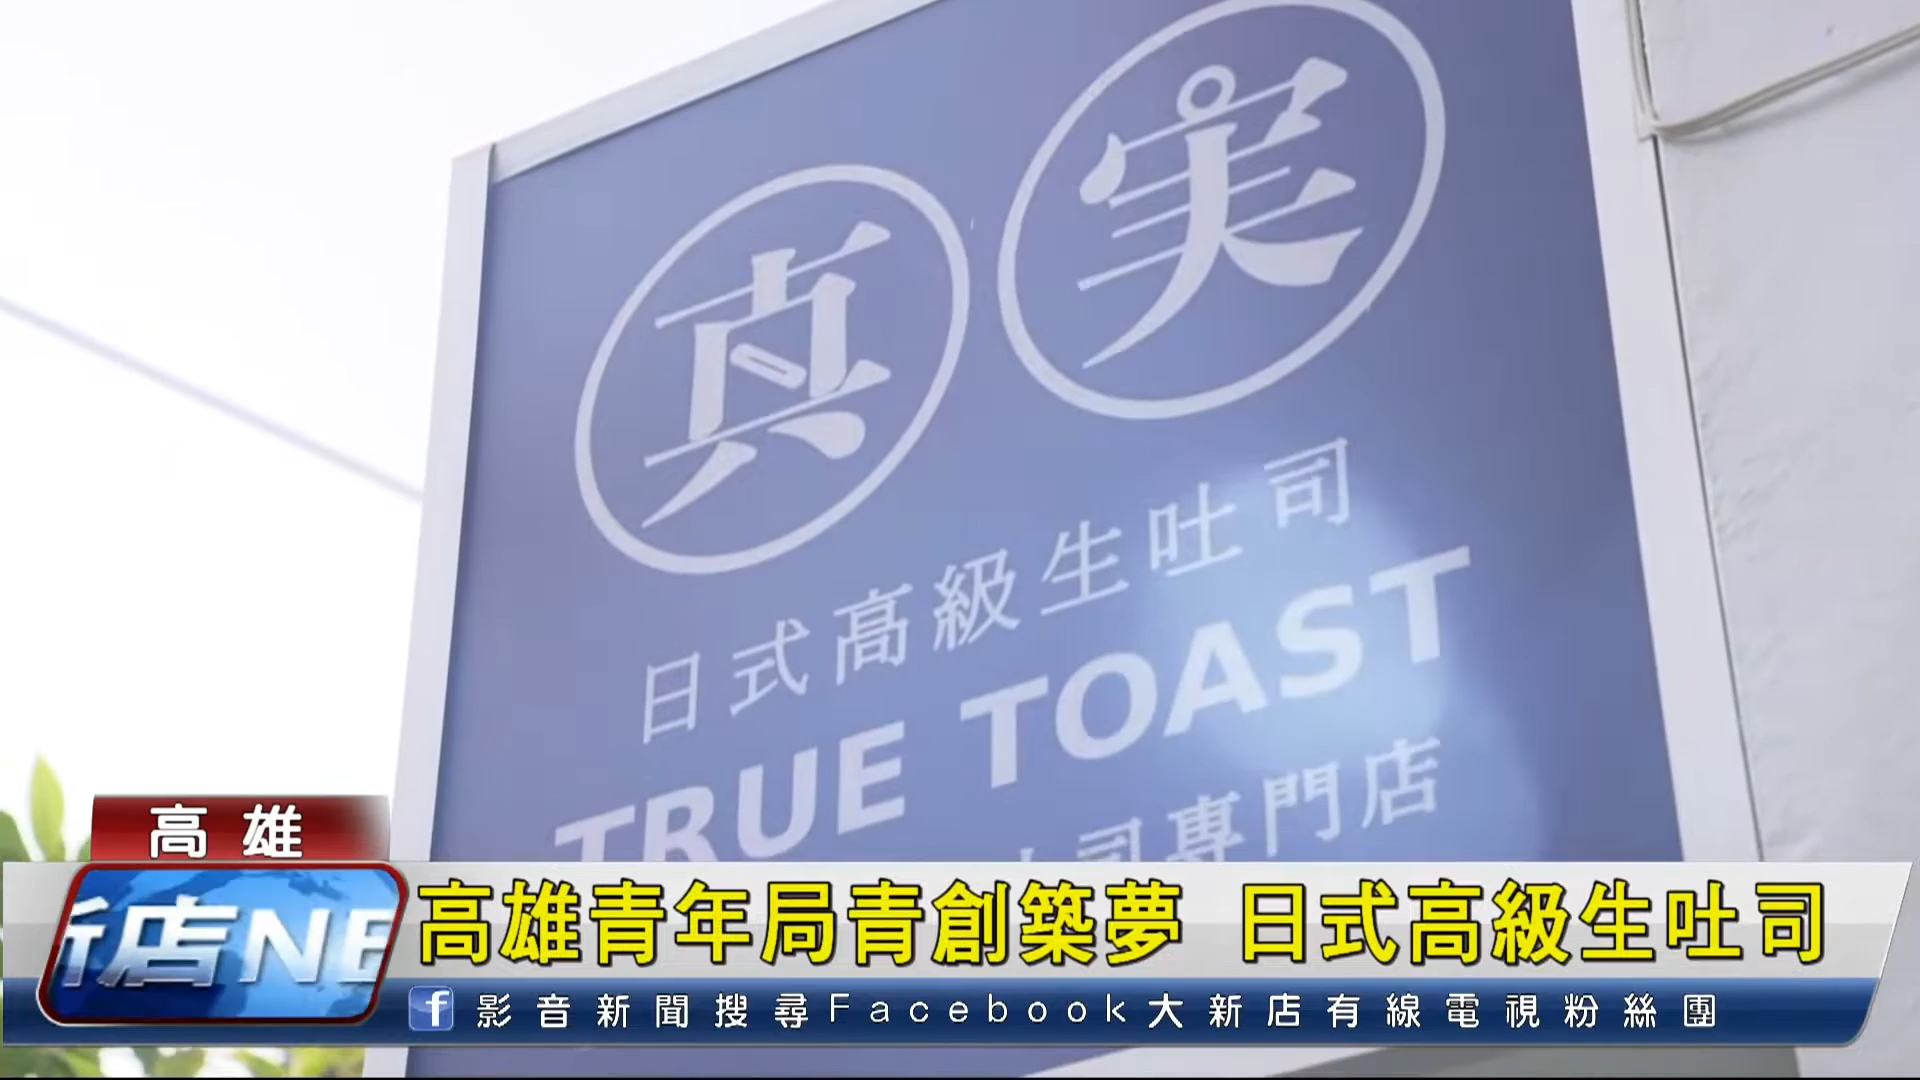 真実
日式高級生吐司
TRUE TOAST
司專門店
高雄
店NE
高雄青年局青創築夢 日式高級生吐司
影音新聞搜尋Facebook大新店有線電視粉絲團